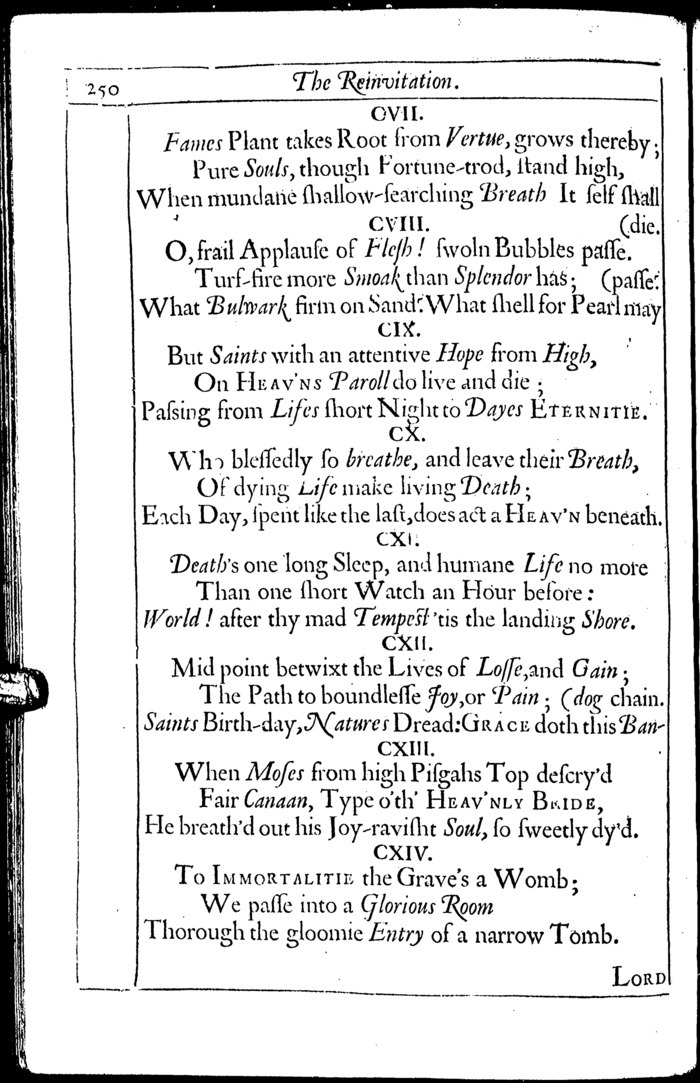 250 The Reinvitation.
CVII.
Fames Plant takes Root from Vertue, grows thereby;
Pure Souls, though Fortune-trod, ſtand high,
When mundane ſhallow-ſearching Breath It ſelf ſhall
CVIII. (die.
O, frail Applauſe of Fleſh! ſwoln Bubbles paſſe.
Turf-fire more Smoak than Splendor has; (paſſe?
What Bulwark firm on Sand? What ſhell for Pearl may
CIX.
But Saints with an attentive Hope from High,
On HEAV'NS Paroll do live and die;
Paſsing from Lifes ſhort Night to Dayes ETERNITIE.
CX.
Who bleſſedly ſo breathe, and leave their Breath,
Of dying Life make living Death;
Each Day, ſpent like the laſt, does act a HEAV'N beneath.
CXI.
Death's one long Sleep, and humane Life no more
Than one ſhort Watch an Hour before:
World! after thy mad Tempeſt 'tis the landing Shore.
CXII.
Mid point betwixt the Lives of Loſſe, and Gain;
The Path to boundleſſe Joy, or Pain; (dog chain.
Saints Birth-day, Natures Dread: GRACE doth this Ban-
CXIII.
When Moſes from high Piſgahs Top deſcry'd
Fair Canaan, Type o'th' HEAV'NLY BRIDE,
He breath'd out his Joy-raviſht Soul, ſo ſweetly dy'd.
CXIV.
To IMMORTALITIE the Grave's a Womb;
We paſſe into a Glorious Room
Thorough the gloomie Entry of a narrow Tomb.
LORD